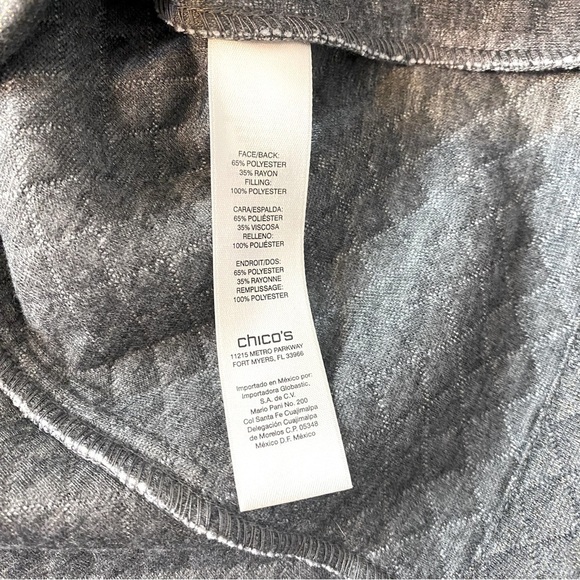 FACE/BACK:
65% POLYESTER
35% RAYON
FILLING:
100% POLYESTER
CARA/ESPALDA:
65% POLIÉSTER
35% VISCOSA
RELLENO:
100% POLIÉSTER
ENDROIT/DOS:
65% POLYESTER
35% RAYONNE
REMPLISSAGE:
100% POLYESTER
chico's
11215 METRO PARKWAY
FORT MYERS, FL 33966
Importado en México por:
Importadora Globastic,
S.A. de C.V.
Mario Pani No. 200
Col Santa Fe Cuajimalpa
Delegación Cuajimalpa
de Morelos C.P. 05348
México D.F. México